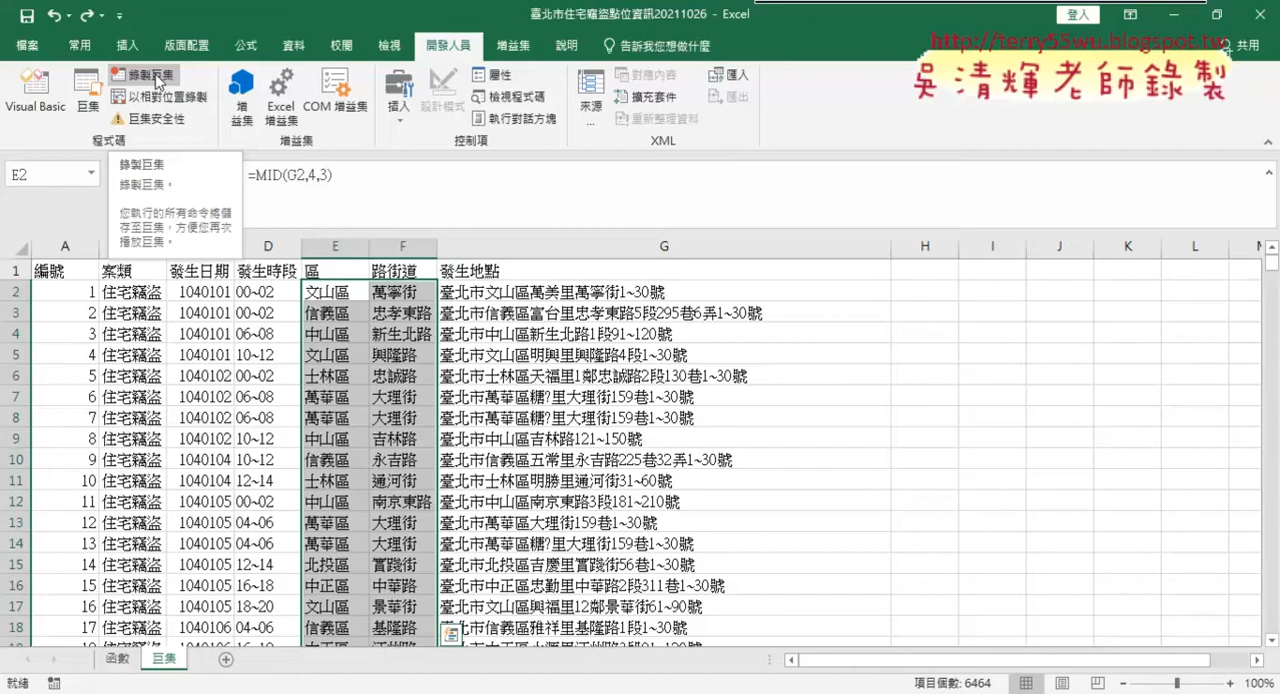 臺北市住宅竊盜點位資訊20211026 - Excel
登入
檔案 常用 插入 版面配置 公式 資料 校閱 檢視 開發人員 增益集 說明 告訴我您想做什麼 共用
http://terry55wu.blogspot.tw
吳清輝老師錄製
Visual Basic 巨集 錄製巨集 以相對位置錄製 巨集安全性
增益集 Excel 增益集 COM 增益集
插入 設計模式 屬性 檢視程式碼 執行對話方塊
來源 對應內容 擴充套件 重新整理資料 匯入 匯出
程式碼 增益集 控制項 XML
E2 =MID(G2,4,3)
錄製巨集
錄製巨集。
您執行的所有命令將儲
存至巨集，方便您再次
播放巨集。
A D E F G H I J K L
1 編號 案類 發生日期 發生時段 區 路街道 發生地點
2 1 住宅竊盜 1040101 00~02 文山區 萬寧街 臺北市文山區萬美里萬寧街1~30號
3 2 住宅竊盜 1040101 00~02 信義區 忠孝東路 臺北市信義區富台里忠孝東路5段295巷6弄1~30號
4 3 住宅竊盜 1040101 06~08 中山區 新生北路 臺北市中山區新生北路1段91~120號
5 4 住宅竊盜 1040101 10~12 文山區 興隆路 臺北市文山區明興里興隆路4段1~30號
6 5 住宅竊盜 1040102 00~02 士林區 忠誠路 臺北市士林區天福里1鄰忠誠路2段130巷1~30號
7 6 住宅竊盜 1040102 06~08 萬華區 大理街 臺北市萬華區糖?里大理街159巷1~30號
8 7 住宅竊盜 1040102 06~08 萬華區 大理街 臺北市萬華區糖?里大理街159巷1~30號
9 8 住宅竊盜 1040102 10~12 中山區 吉林路 臺北市中山區吉林路121~150號
10 9 住宅竊盜 1040104 10~12 信義區 永吉路 臺北市信義區五常里永吉路225巷32弄1~30號
11 10 住宅竊盜 1040104 12~14 士林區 通河街 臺北市士林區明勝里通河街31~60號
12 11 住宅竊盜 1040105 00~02 中山區 南京東路 臺北市中山區南京東路3段181~210號
13 12 住宅竊盜 1040105 04~06 萬華區 大理街 臺北市萬華區大理街159巷1~30號
14 13 住宅竊盜 1040105 04~06 萬華區 大理街 臺北市萬華區糖?里大理街159巷1~30號
15 14 住宅竊盜 1040105 12~14 北投區 實踐街 臺北市北投區吉慶里實踐街56巷1~30號
16 15 住宅竊盜 1040105 16~18 中正區 中華路 臺北市中正區忠勤里中華路2段311巷1~30號
17 16 住宅竊盜 1040105 18~20 文山區 景華街 臺北市文山區興福里12鄰景華街61~90號
18 17 住宅竊盜 1040106 04~06 信義區 基隆路 臺北市信義區雅祥里基隆路1段1~30號
函數 巨集
就緒 項目個數: 6464 100%